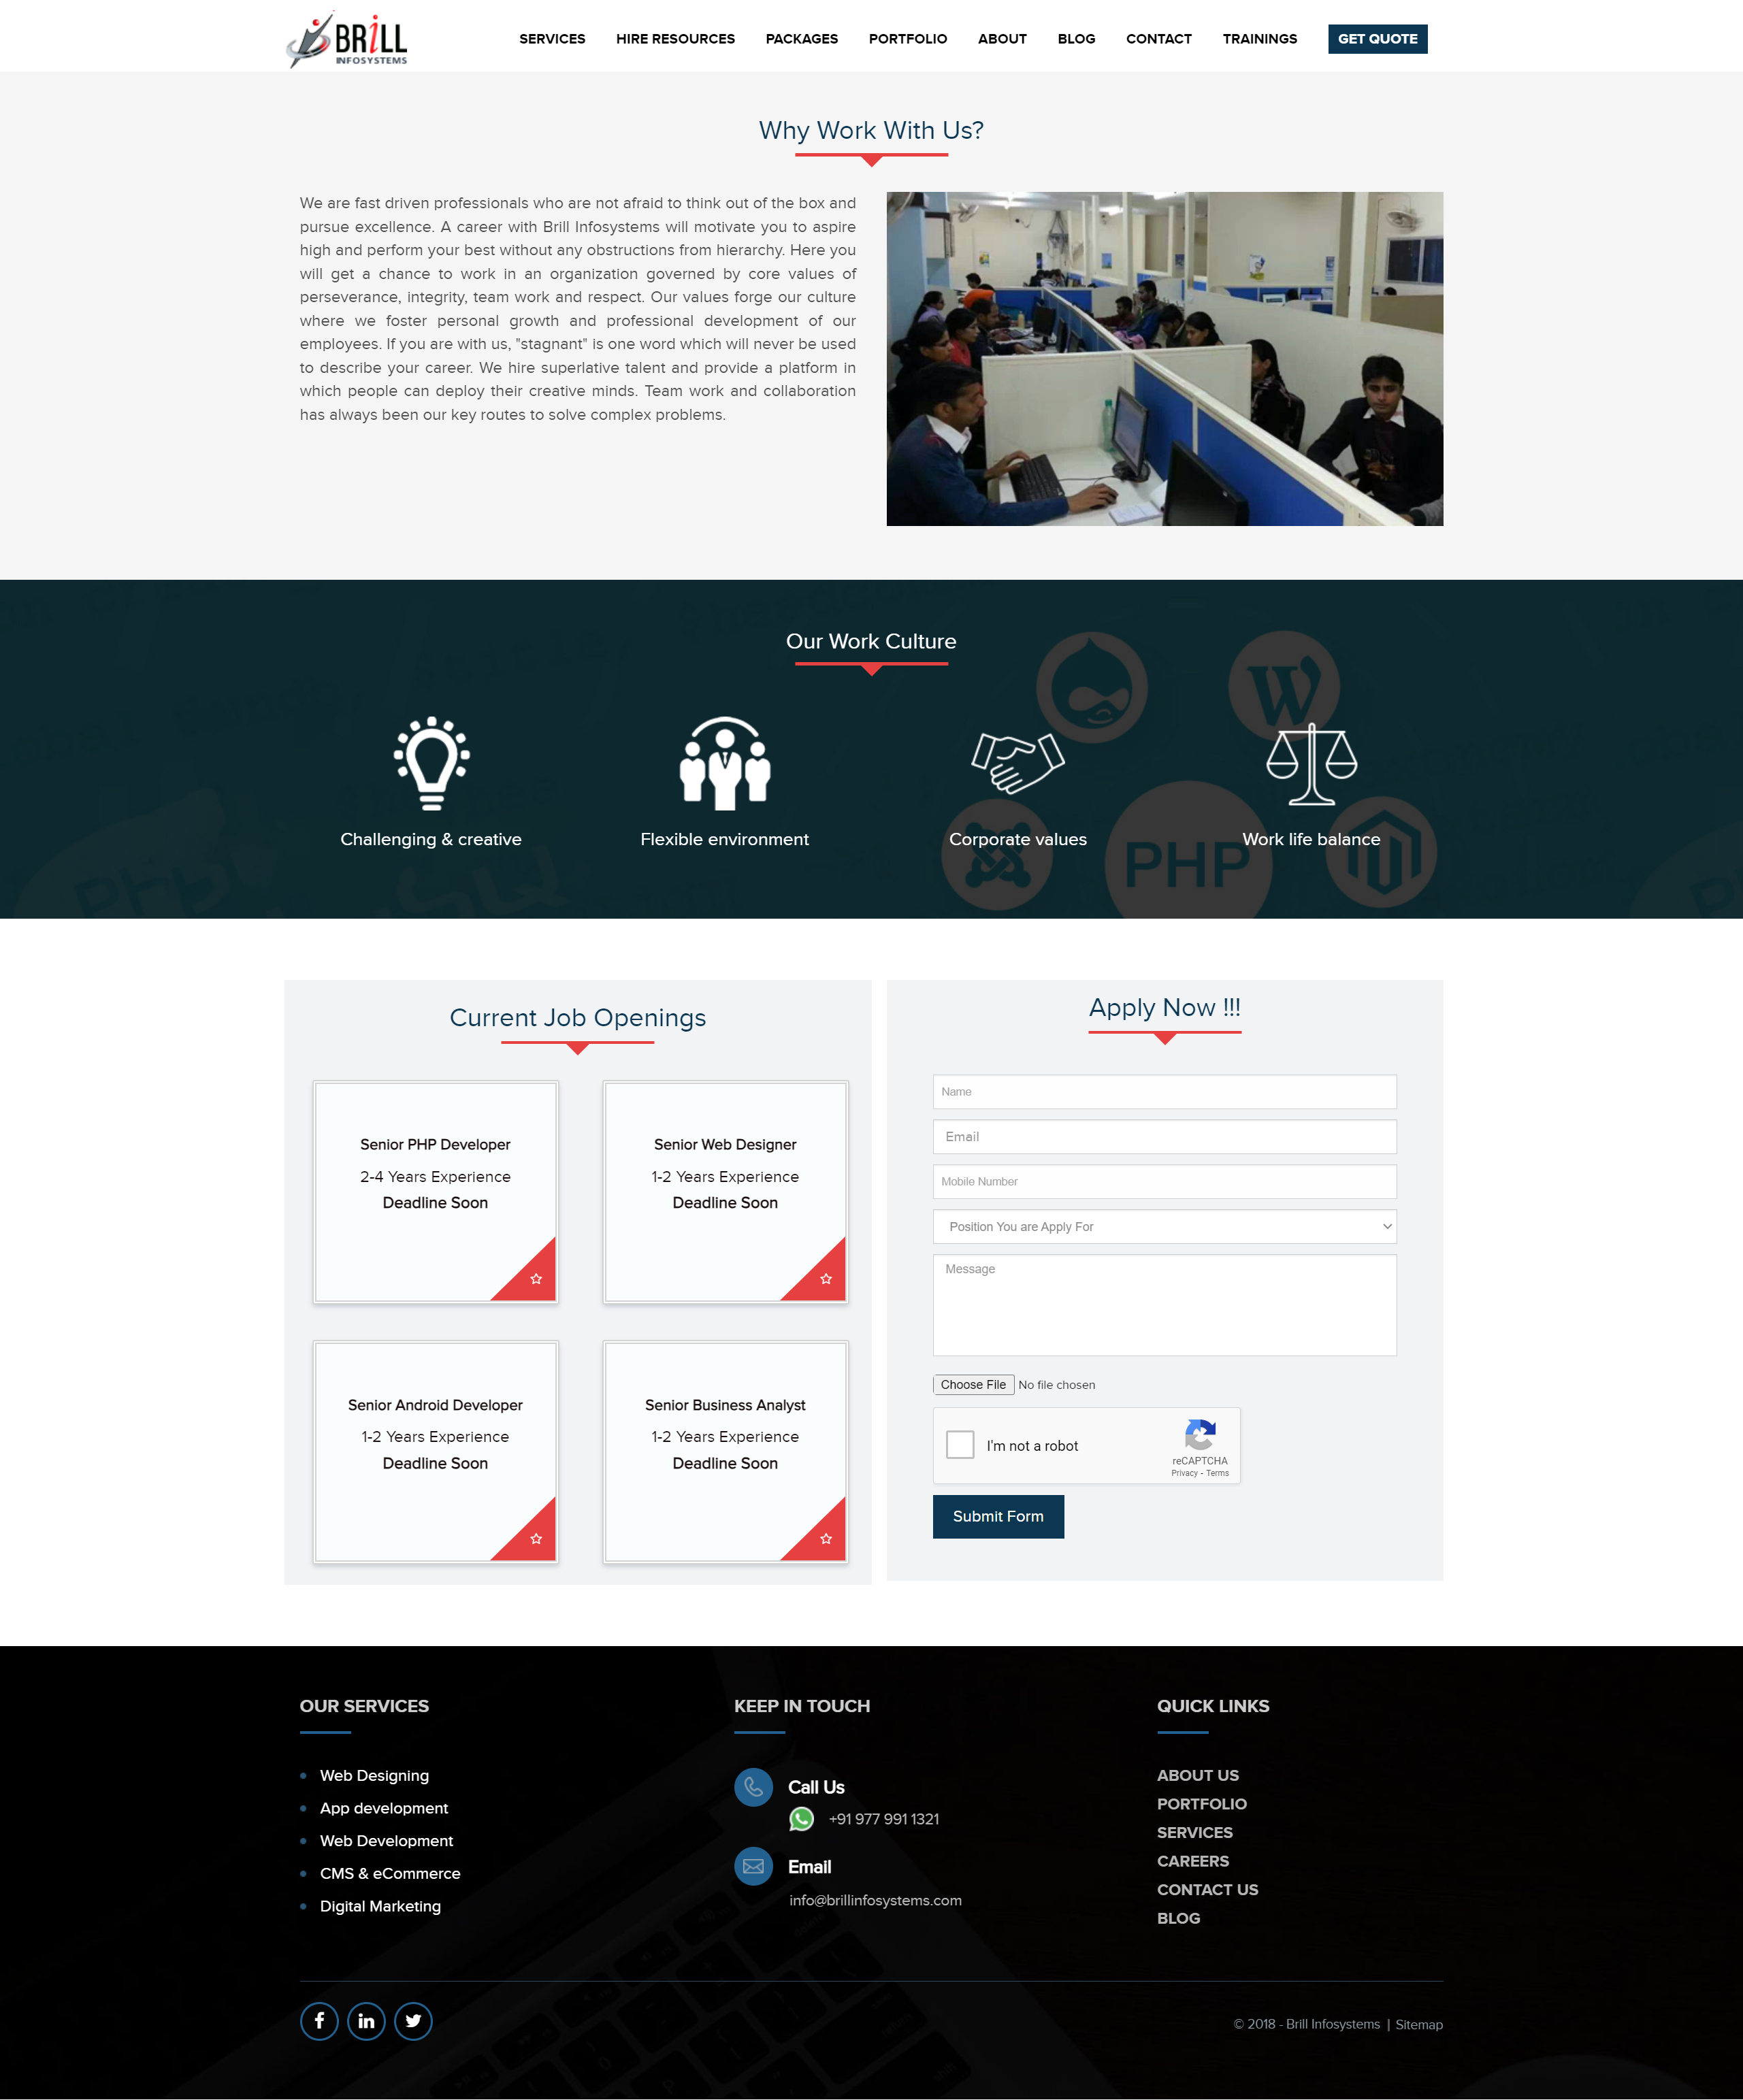 BRiLL
INFOSYSTEMS
SERVICES
HIRE RESOURCES
PACKAGES
PORTFOLIO
ABOUT
BLOG
CONTACT
TRAININGS
GET QUOTE
Why Work With Us?
We are fast driven professionals who are not afraid to think out of the box and
pursue excellence. A career with Brill Infosystems will motivate you to aspire
high and perform your best without any obstructions from hierarchy. Here you
will get a chance to work in an organization governed by core values of
perseverance, integrity, team work and respect. Our values forge our culture
where we foster personal growth and professional development of our
employees. If you are with us, "stagnant" is one word which will never be used
to describe your career. We hire superlative talent and provide a platform in
which people can deploy their creative minds. Team work and collaboration
has always been our key routes to solve complex problems.
Our Work Culture
Challenging & creative
Flexible environment
Corporate values
Work life balance
PHP
Current Job Openings
Senior PHP Developer
2-4 Years Experience
Deadline Soon
Senior Web Designer
1-2 Years Experience
Deadline Soon
Senior Android Developer
1-2 Years Experience
Deadline Soon
Senior Business Analyst
1-2 Years Experience
Deadline Soon
Apply Now !!!
Name
Email
Mobile Number
Position You are Apply For
Message
Choose File No file chosen
I'm not a robot
reCAPTCHA
Privacy - Terms
Submit Form
OUR SERVICES
Web Designing
App development
Web Development
CMS & eCommerce
Digital Marketing
KEEP IN TOUCH
Call Us
+91 977 991 1321
Email
info@brillinfosystems.com
QUICK LINKS
ABOUT US
PORTFOLIO
SERVICES
CAREERS
CONTACT US
BLOG
© 2018 - Brill Infosystems | Sitemap